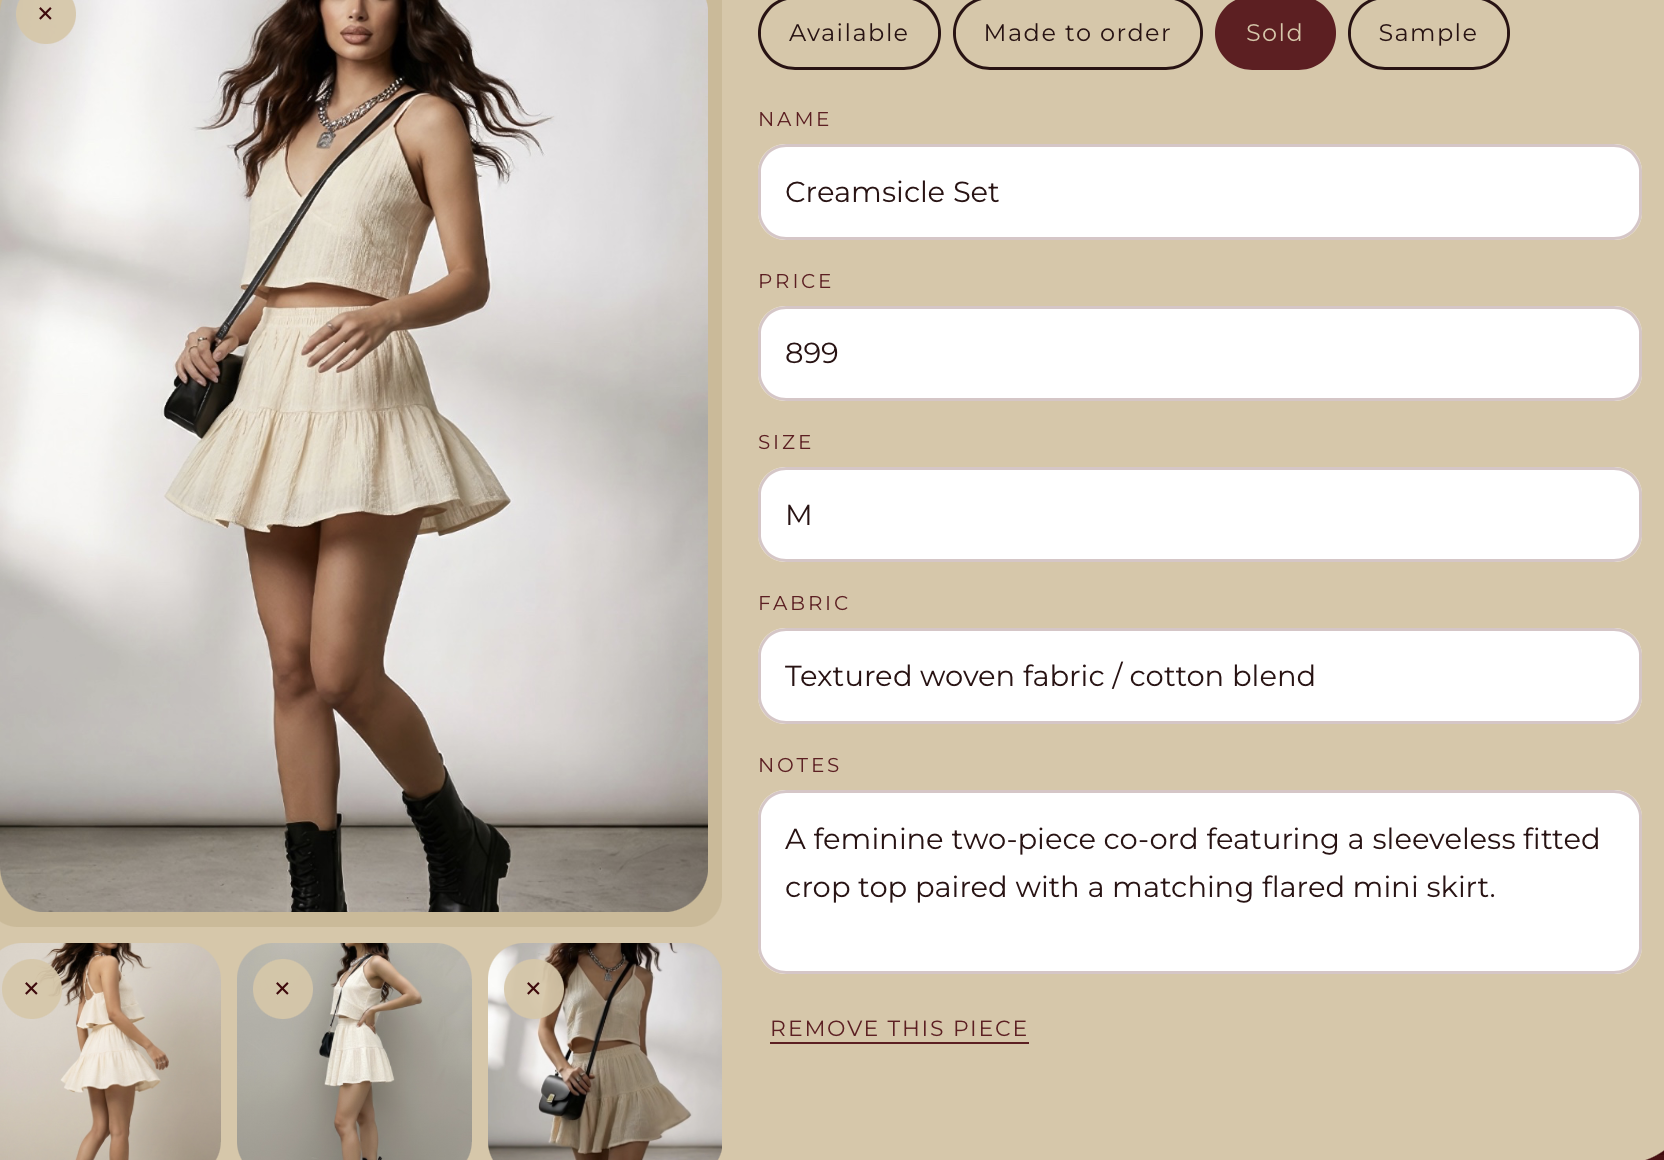 ×
Available
Made to order
Sold
Sample
NAME
Creamsicle Set
PRICE
899
SIZE
M
FABRIC
Textured woven fabric / cotton blend
NOTES
A feminine two-piece co-ord featuring a sleeveless fitted
crop top paired with a matching flared mini skirt.
× × ×
REMOVE THIS PIECE